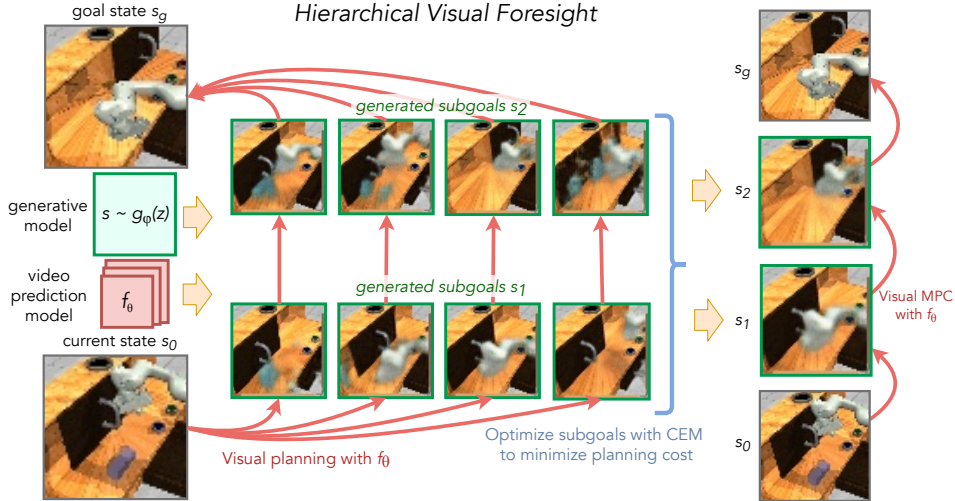 Hierarchical Visual Foresight
goal state s_g
generated subgoals s_2
generative
model
s ~ g_φ(z)
video
prediction
model
f_θ
generated subgoals s_1
current state s_0
Visual planning with f_θ
Optimize subgoals with CEM
to minimize planning cost
s_g
s_2
s_1
Visual MPC
with f_θ
s_0